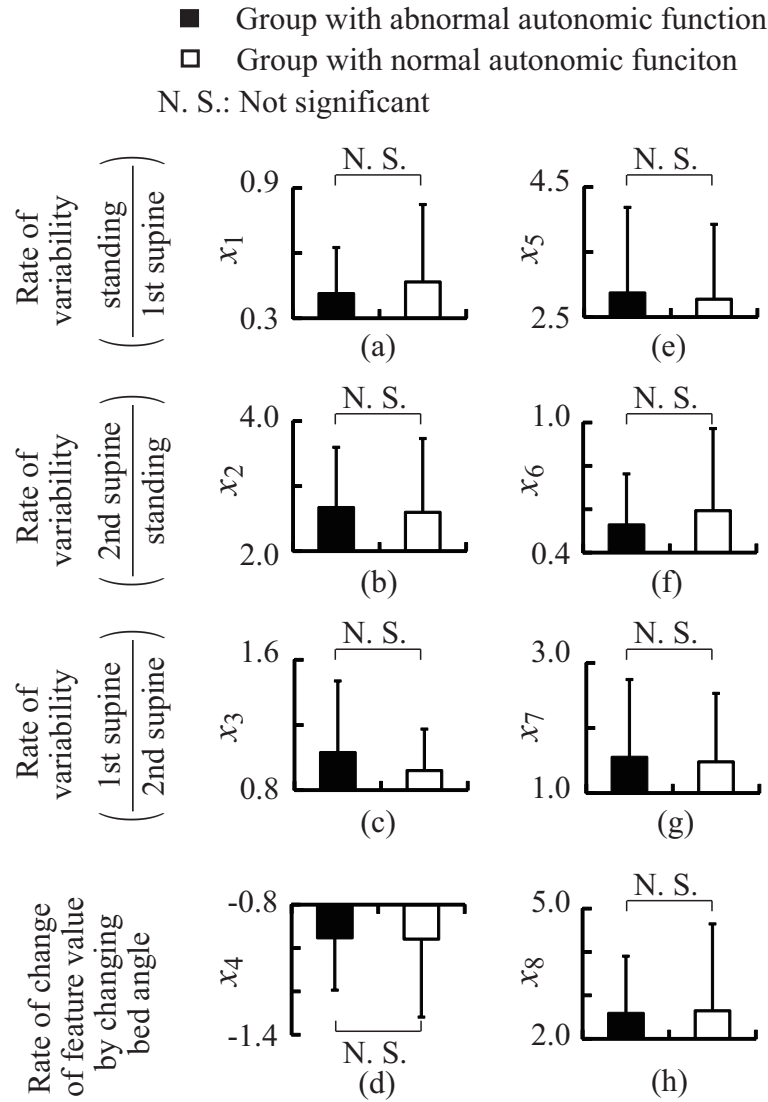 ■ Group with abnormal autonomic function
□ Group with normal autonomic funciton
N. S.: Not significant
Rate of
variability
standing
1st supine
N. S.
0.9
x1
0.3
(a)
N. S.
4.5
x5
2.5
(e)
Rate of
variability
2nd supine
standing
N. S.
4.0
x2
2.0
(b)
N. S.
1.0
x6
0.4
(f)
Rate of
variability
1st supine
2nd supine
N. S.
1.6
x3
0.8
(c)
N. S.
3.0
x7
1.0
(g)
Rate of change
of feature value
by changing
bed angle
-0.8
x4
-1.4
N. S.
(d)
N. S.
5.0
x8
2.0
(h)